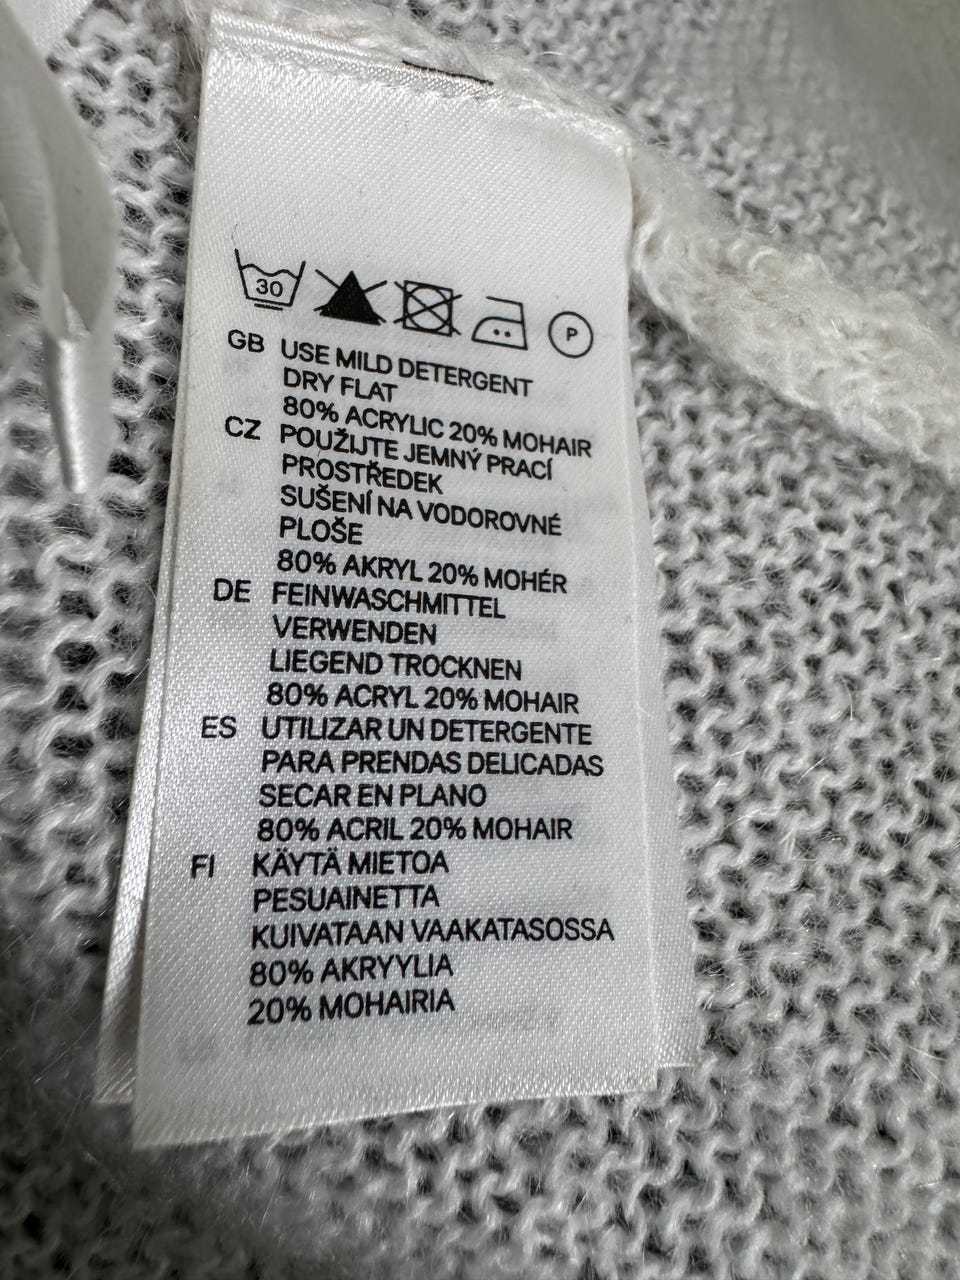 30
P
GB USE MILD DETERGENT
DRY FLAT
80% ACRYLIC 20% MOHAIR
CZ POUŽIJTE JEMNÝ PRACÍ
PROSTŘEDEK
SUŠENÍ NA VODOROVNÉ
PLOŠE
80% AKRYL 20% MOHÉR
DE FEINWASCHMITTEL
VERWENDEN
LIEGEND TROCKNEN
80% ACRYL 20% MOHAIR
ES UTILIZAR UN DETERGENTE
PARA PRENDAS DELICADAS
SECAR EN PLANO
80% ACRIL 20% MOHAIR
FI KÄYTÄ MIETOA
PESUAINETTA
KUIVATAAN VAAKATASOSSA
80% AKRYYLIA
20% MOHAIRIA